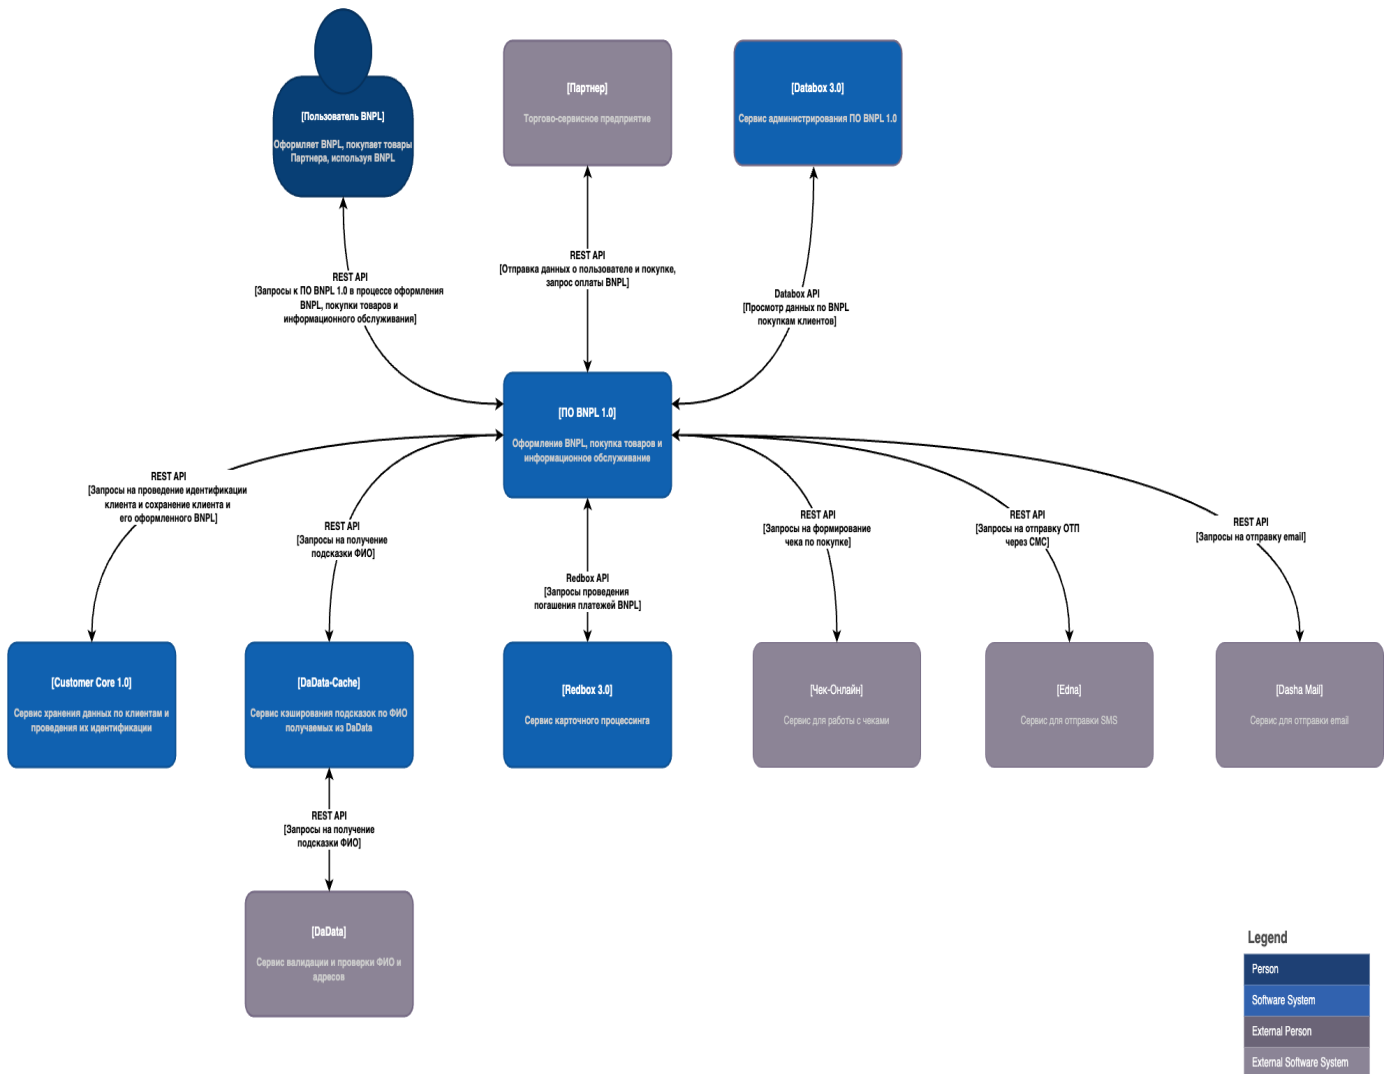 [Пользователь BNPL]
Оформляет BNPL, покупает товары
Партнера, используя BNPL
[Партнер]
Торгово-сервисное предприятие
[Databox 3.0]
Сервис администрирования ПО BNPL 1.0
REST API
[Запросы к ПО BNPL 1.0 в процессе оформления
BNPL, покупки товаров и
информационного обслуживания]
REST API
[Отправка данных о пользователе и покупке,
запрос оплаты BNPL]
Databox API
[Просмотр данных по BNPL
покупкам клиентов]
[ПО BNPL 1.0]
Оформление BNPL, покупка товаров и
информационное обслуживание
REST API
[Запросы на проведение идентификации
клиента и сохранение клиента и
его оформленного BNPL]
REST API
[Запросы на получение
подсказки ФИО]
Redbox API
[Запросы проведения
погашения платежей BNPL]
REST API
[Запросы на формирование
чека по покупке]
REST API
[Запросы на отправку ОТП
через СМС]
REST API
[Запросы на отправку email]
[Customer Core 1.0]
Сервис хранения данных по клиентам и
проведения их идентификации
[DaData-Cache]
Сервис кэширования подсказок по ФИО
получаемых из DaData
[Redbox 3.0]
Сервис карточного процессинга
[Чек-Онлайн]
Сервис для работы с чеками
[Edna]
Сервис для отправки SMS
[Dasha Mail]
Сервис для отправки email
REST API
[Запросы на получение
подсказки ФИО]
[DaData]
Сервис валидации и проверки ФИО и
адресов
Legend
Person
Software System
External Person
External Software System